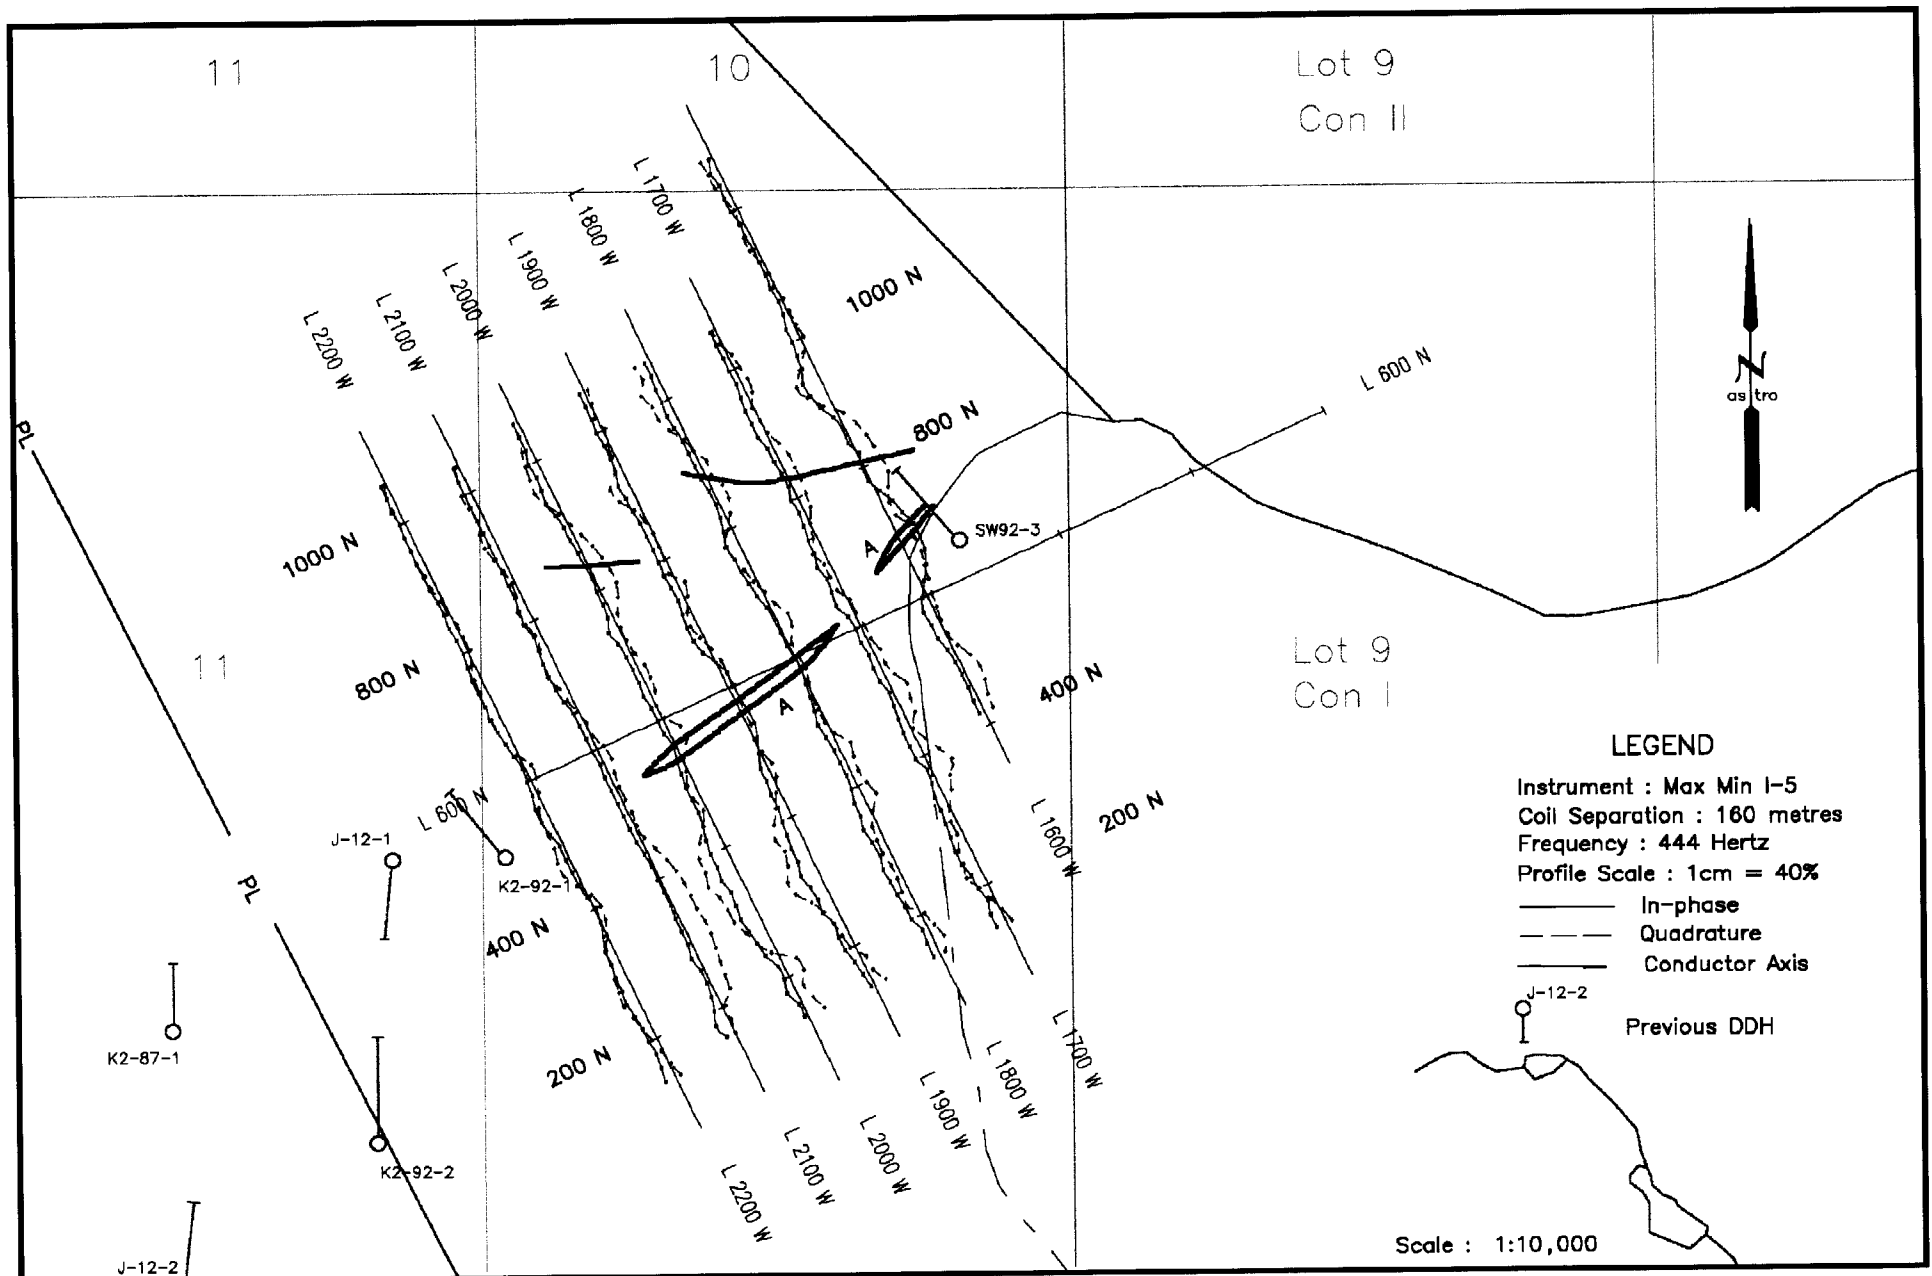 11
10
Lot 9
Con II
L 1700 W
L 1800 W
L 1900 W
L 2000 W
L 2100 W
L 2200 W
1000 N
L 600 N
N
as tro
800 N
PL
A
SW92-3
1000 N
11
800 N
Lot 9
Con I
400 N
A
200 N
L 600 N
J-12-1
K2-92-1
PL
400 N
L 1600 W
LEGEND
Instrument : Max Min I-5
Coil Separation : 160 metres
Frequency : 444 Hertz
Profile Scale : 1cm = 40%
In-phase
Quadrature
Conductor Axis
J-12-2
Previous DDH
K2-87-1
200 N
L 1700 W
L 1800 W
L 1900 W
L 2000 W
L 2100 W
L 2200 W
K2-92-2
J-12-2
Scale : 1:10,000